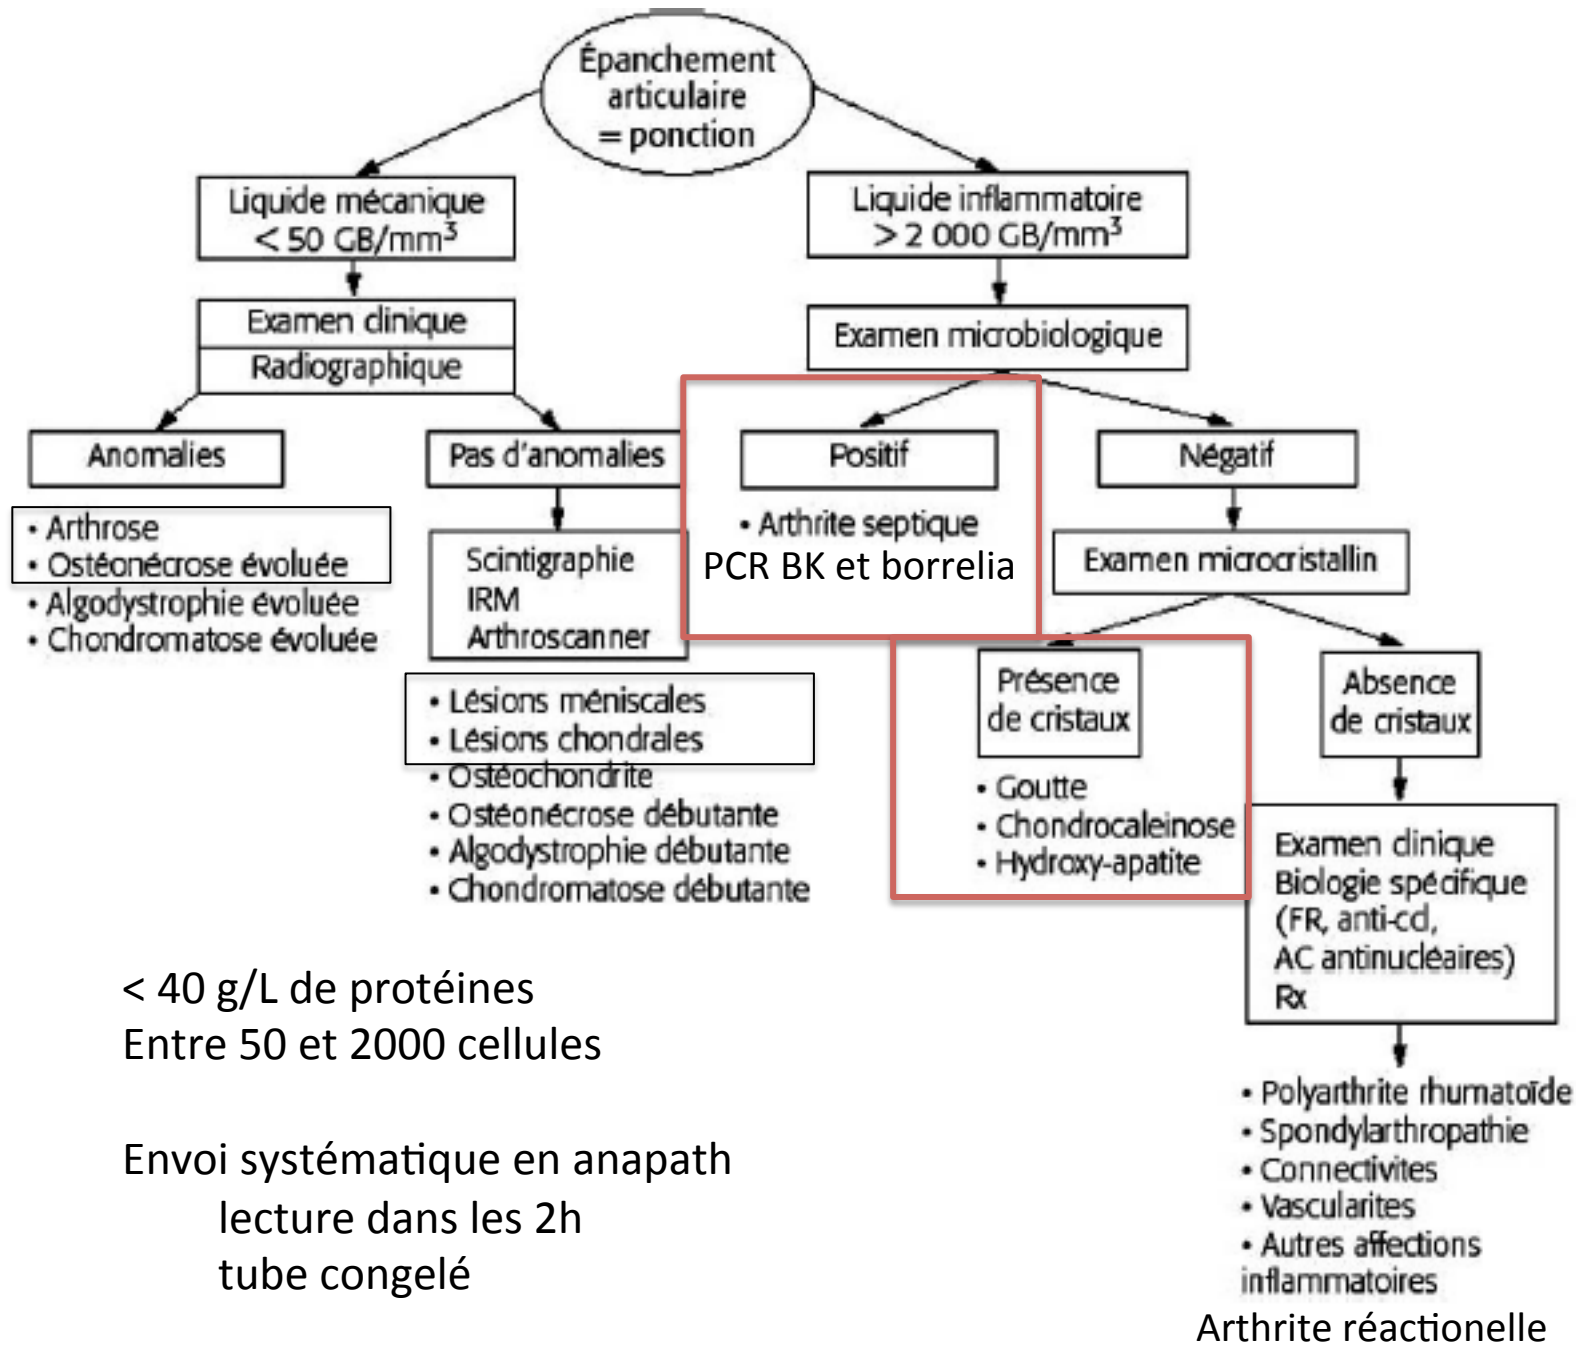 Épanchement
articulaire
= ponction
Liquide mécanique
< 50 GB/mm³
Liquide inflammatoire
> 2 000 GB/mm³
Examen clinique
Radiographique
Examen microbiologique
Anomalies
Pas d'anomalies
Positif
Négatif
• Arthrose
• Ostéonécrose évoluée
• Algodystrophie évoluée
• Chondromatose évoluée
Scintigraphie
IRM
Arthroscanner
• Lésions méniscales
• Lésions chondrales
• Ostéochondrite
• Ostéonécrose débutante
• Algodystrophie débutante
• Chondromatose débutante
• Arthrite septique
PCR BK et borrelia
Examen microcristallin
Présence
de cristaux
• Goutte
• Chondrocaleinose
• Hydroxy-apatite
Absence
de cristaux
Examen clinique
Biologie spécifique
(FR, anti-ccl,
AC antinucléaires)
Rx
• Polyarthrite rhumatoïde
• Spondylarthropathie
• Connectivites
• Vascularites
• Autres affections
inflammatoires
Arthrite réactionelle
< 40 g/L de protéines
Entre 50 et 2000 cellules
Envoi systématique en anapath
lecture dans les 2h
tube congelé